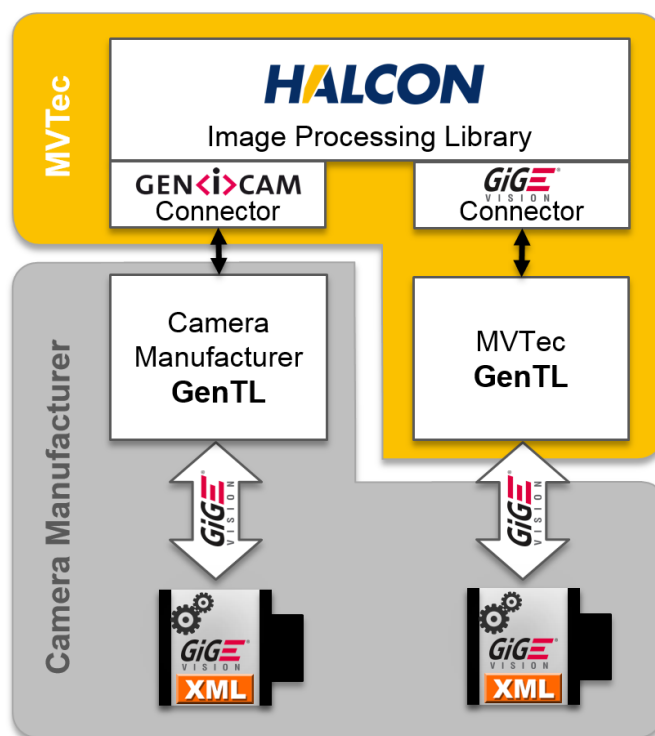 MVTec
HALCON
Image Processing Library
GEN<i>CAM
Connector
GiGE
VISION
Connector
Camera Manufacturer
Camera
Manufacturer
GenTL
MVTec
GenTL
GiGE
VISION
GiGE
VISION
GiGE
VISION
XML
GiGE
VISION
XML